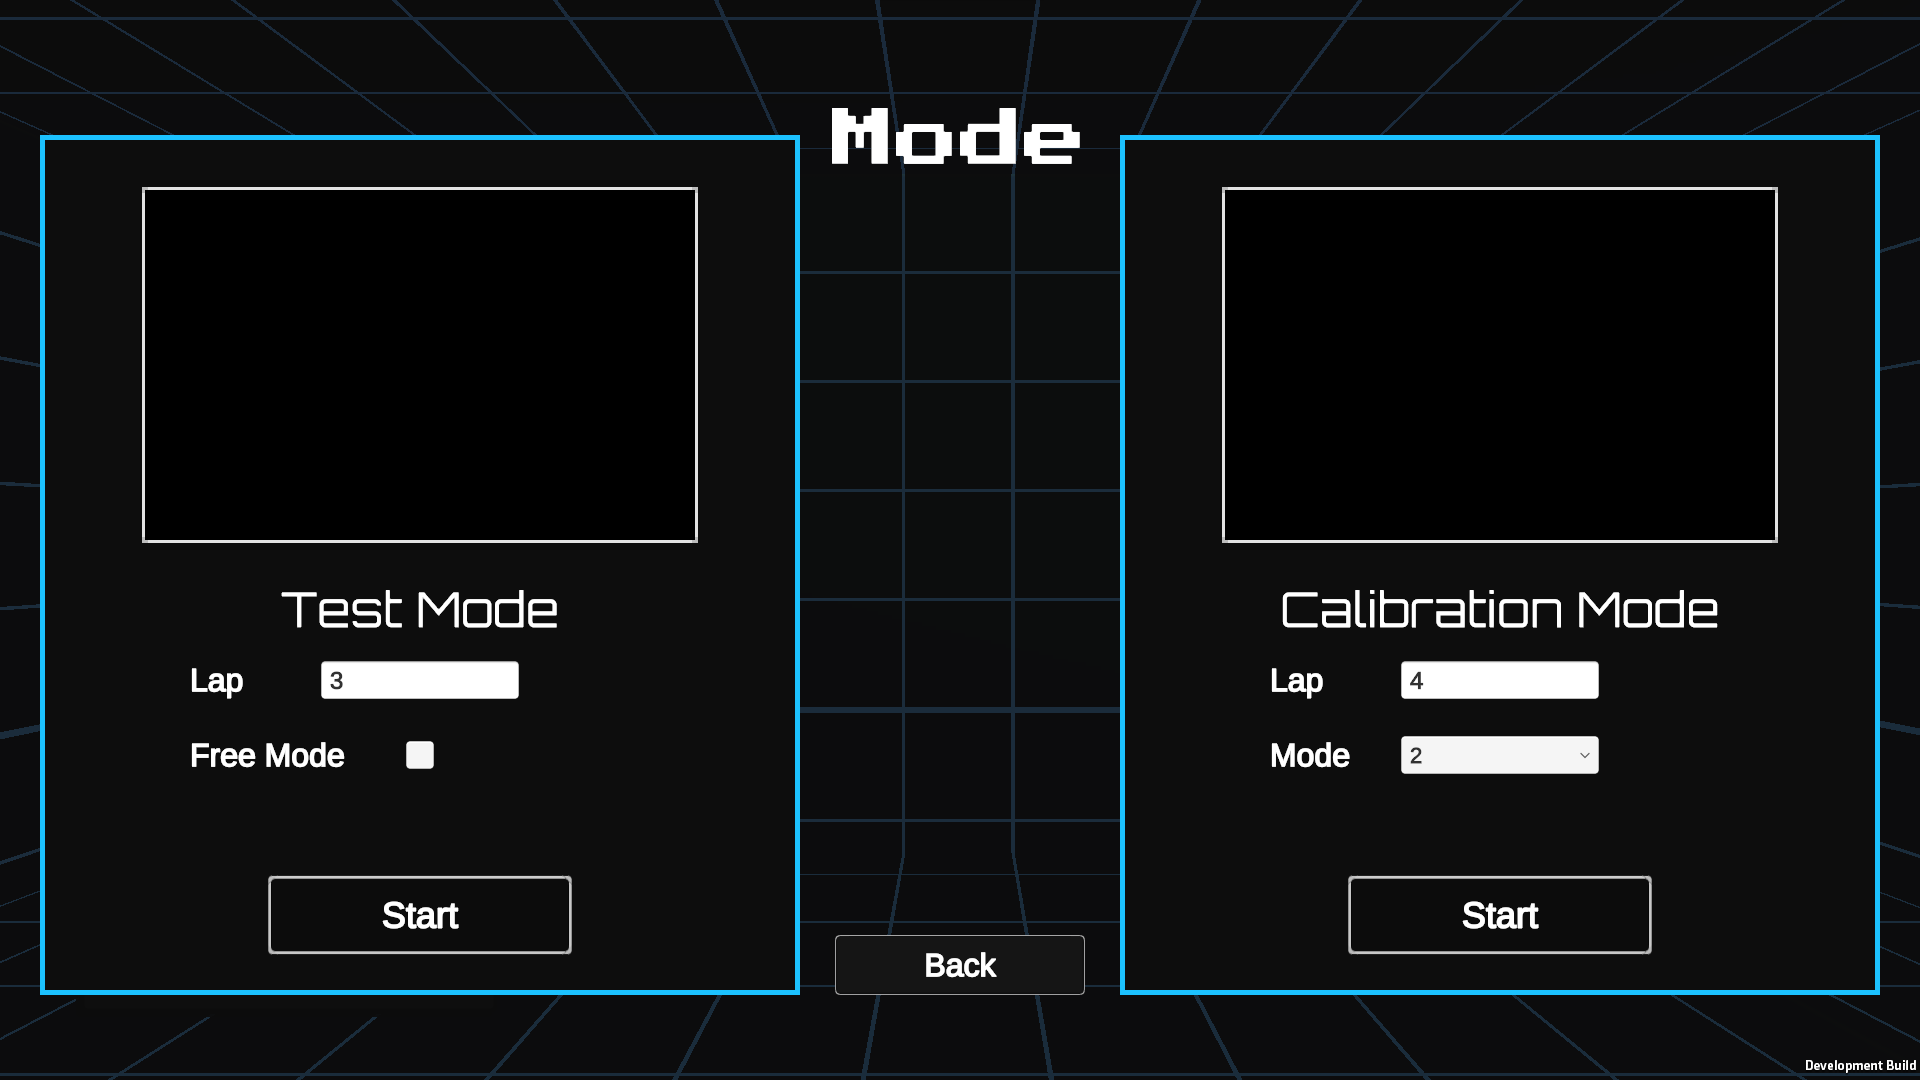 Mode
Test Mode
Lap 3
Free Mode
Start
Calibration Mode
Lap 4
Mode 2
Start
Back
Development Build